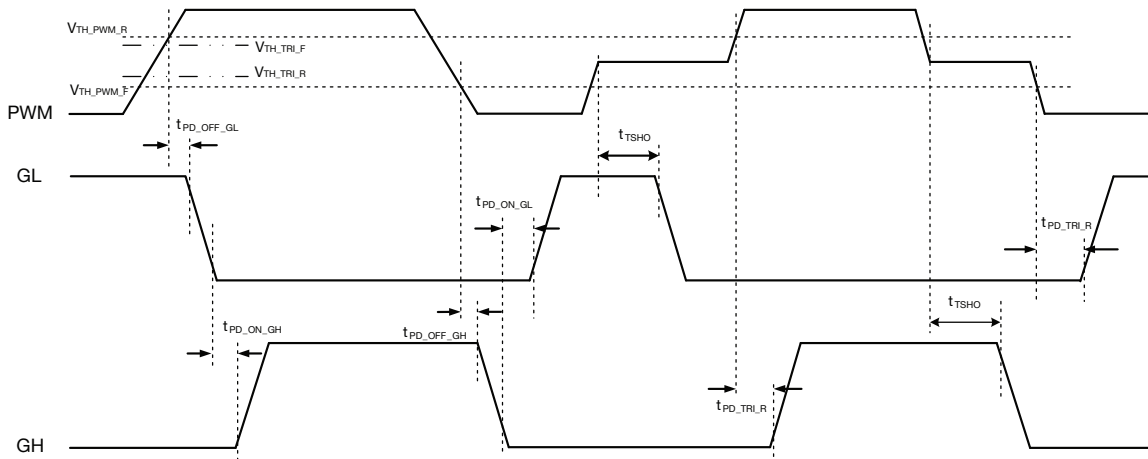 VTH_PWM_R
VTH_TRI_F
VTH_TRI_R
VTH_PWM_F
PWM
tPD_OFF_GL
tTSHO
GL
tPD_ON_GL
tPD_TRI_R
tTSHO
tPD_ON_GH
tPD_OFF_GH
tPD_TRI_R
GH